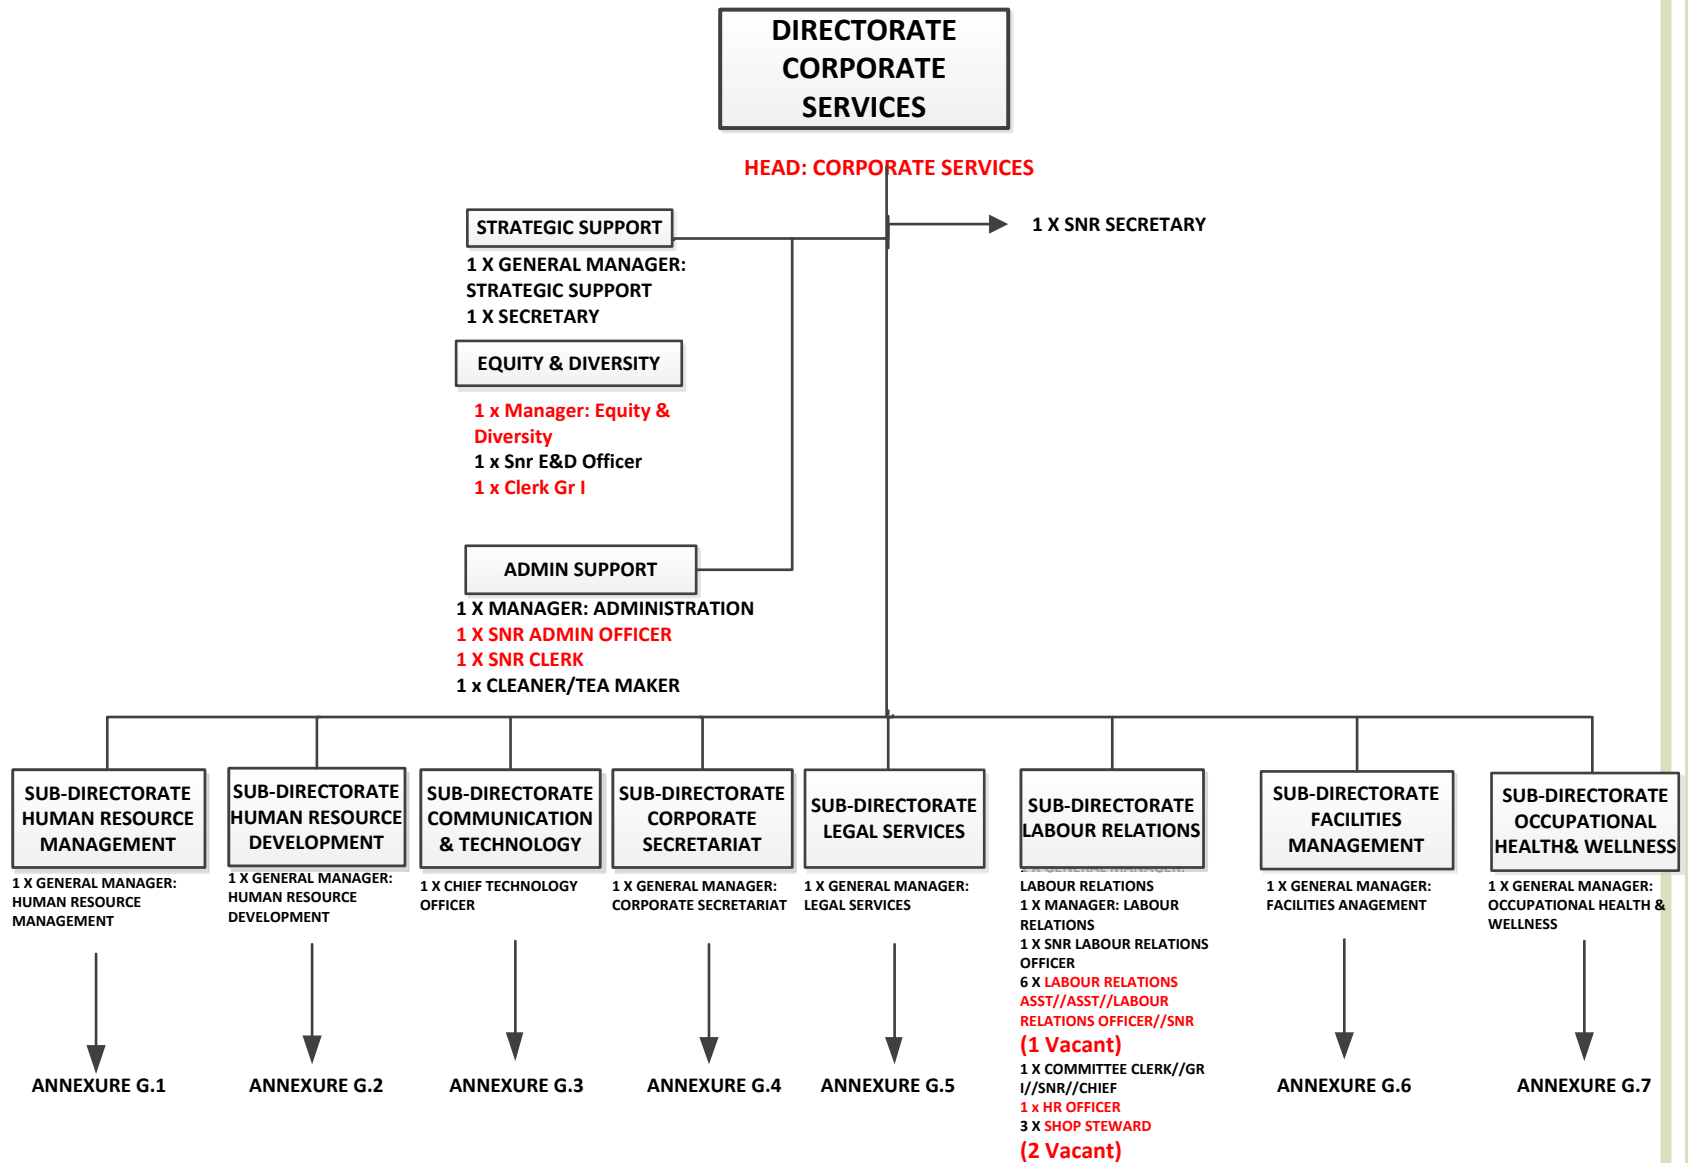 DIRECTORATE
CORPORATE
SERVICES
HEAD: CORPORATE SERVICES
1 X SNR SECRETARY
STRATEGIC SUPPORT
1 X GENERAL MANAGER:
STRATEGIC SUPPORT
1 X SECRETARY
EQUITY & DIVERSITY
1 x Manager: Equity &
Diversity
1 x Snr E&D Officer
1 x Clerk Gr I
ADMIN SUPPORT
1 X MANAGER: ADMINISTRATION
1 X SNR ADMIN OFFICER
1 X SNR CLERK
1 x CLEANER/TEA MAKER
SUB-DIRECTORATE
HUMAN RESOURCE
MANAGEMENT
1 X GENERAL MANAGER:
HUMAN RESOURCE
MANAGEMENT
ANNEXURE G.1
SUB-DIRECTORATE
HUMAN RESOURCE
DEVELOPMENT
1 X GENERAL MANAGER:
HUMAN RESOURCE
DEVELOPMENT
ANNEXURE G.2
SUB-DIRECTORATE
COMMUNICATION
& TECHNOLOGY
1 X CHIEF TECHNOLOGY
OFFICER
ANNEXURE G.3
SUB-DIRECTORATE
CORPORATE
SECRETARIAT
1 X GENERAL MANAGER:
CORPORATE SECRETARIAT
ANNEXURE G.4
SUB-DIRECTORATE
LEGAL SERVICES
1 X GENERAL MANAGER:
LEGAL SERVICES
ANNEXURE G.5
SUB-DIRECTORATE
LABOUR RELATIONS
1 X GENERAL MANAGER:
LABOUR RELATIONS
1 X MANAGER: LABOUR
RELATIONS
1 X SNR LABOUR RELATIONS
OFFICER
6 X LABOUR RELATIONS
ASST//ASST//LABOUR
RELATIONS OFFICER//SNR
(1 Vacant)
1 X COMMITTEE CLERK//GR
I//SNR//CHIEF
1 x HR OFFICER
3 X SHOP STEWARD
(2 Vacant)
SUB-DIRECTORATE
FACILITIES
MANAGEMENT
1 X GENERAL MANAGER:
FACILITIES ANAGEMENT
ANNEXURE G.6
SUB-DIRECTORATE
OCCUPATIONAL
HEALTH& WELLNESS
1 X GENERAL MANAGER:
OCCUPATIONAL HEALTH &
WELLNESS
ANNEXURE G.7